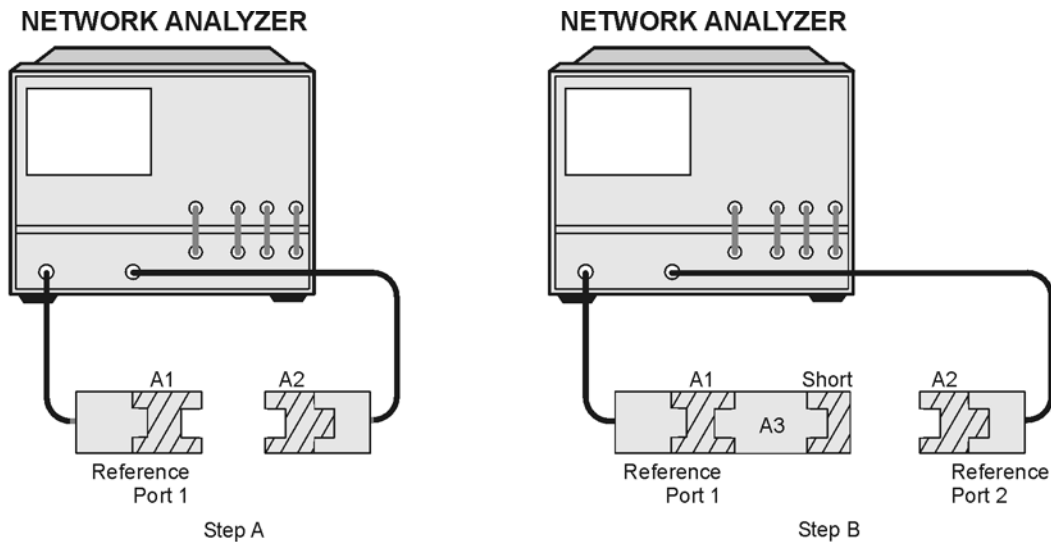 NETWORK ANALYZER
A1
A2
Reference
Port 1
Step A
NETWORK ANALYZER
A1
Short
A2
A3
Reference
Port 1
Reference
Port 2
Step B